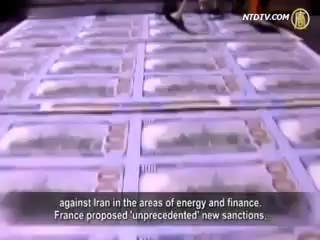 NTDTV.COM
against Iran in the areas of energy and finance.
France proposed 'unprecedented' new sanctions.